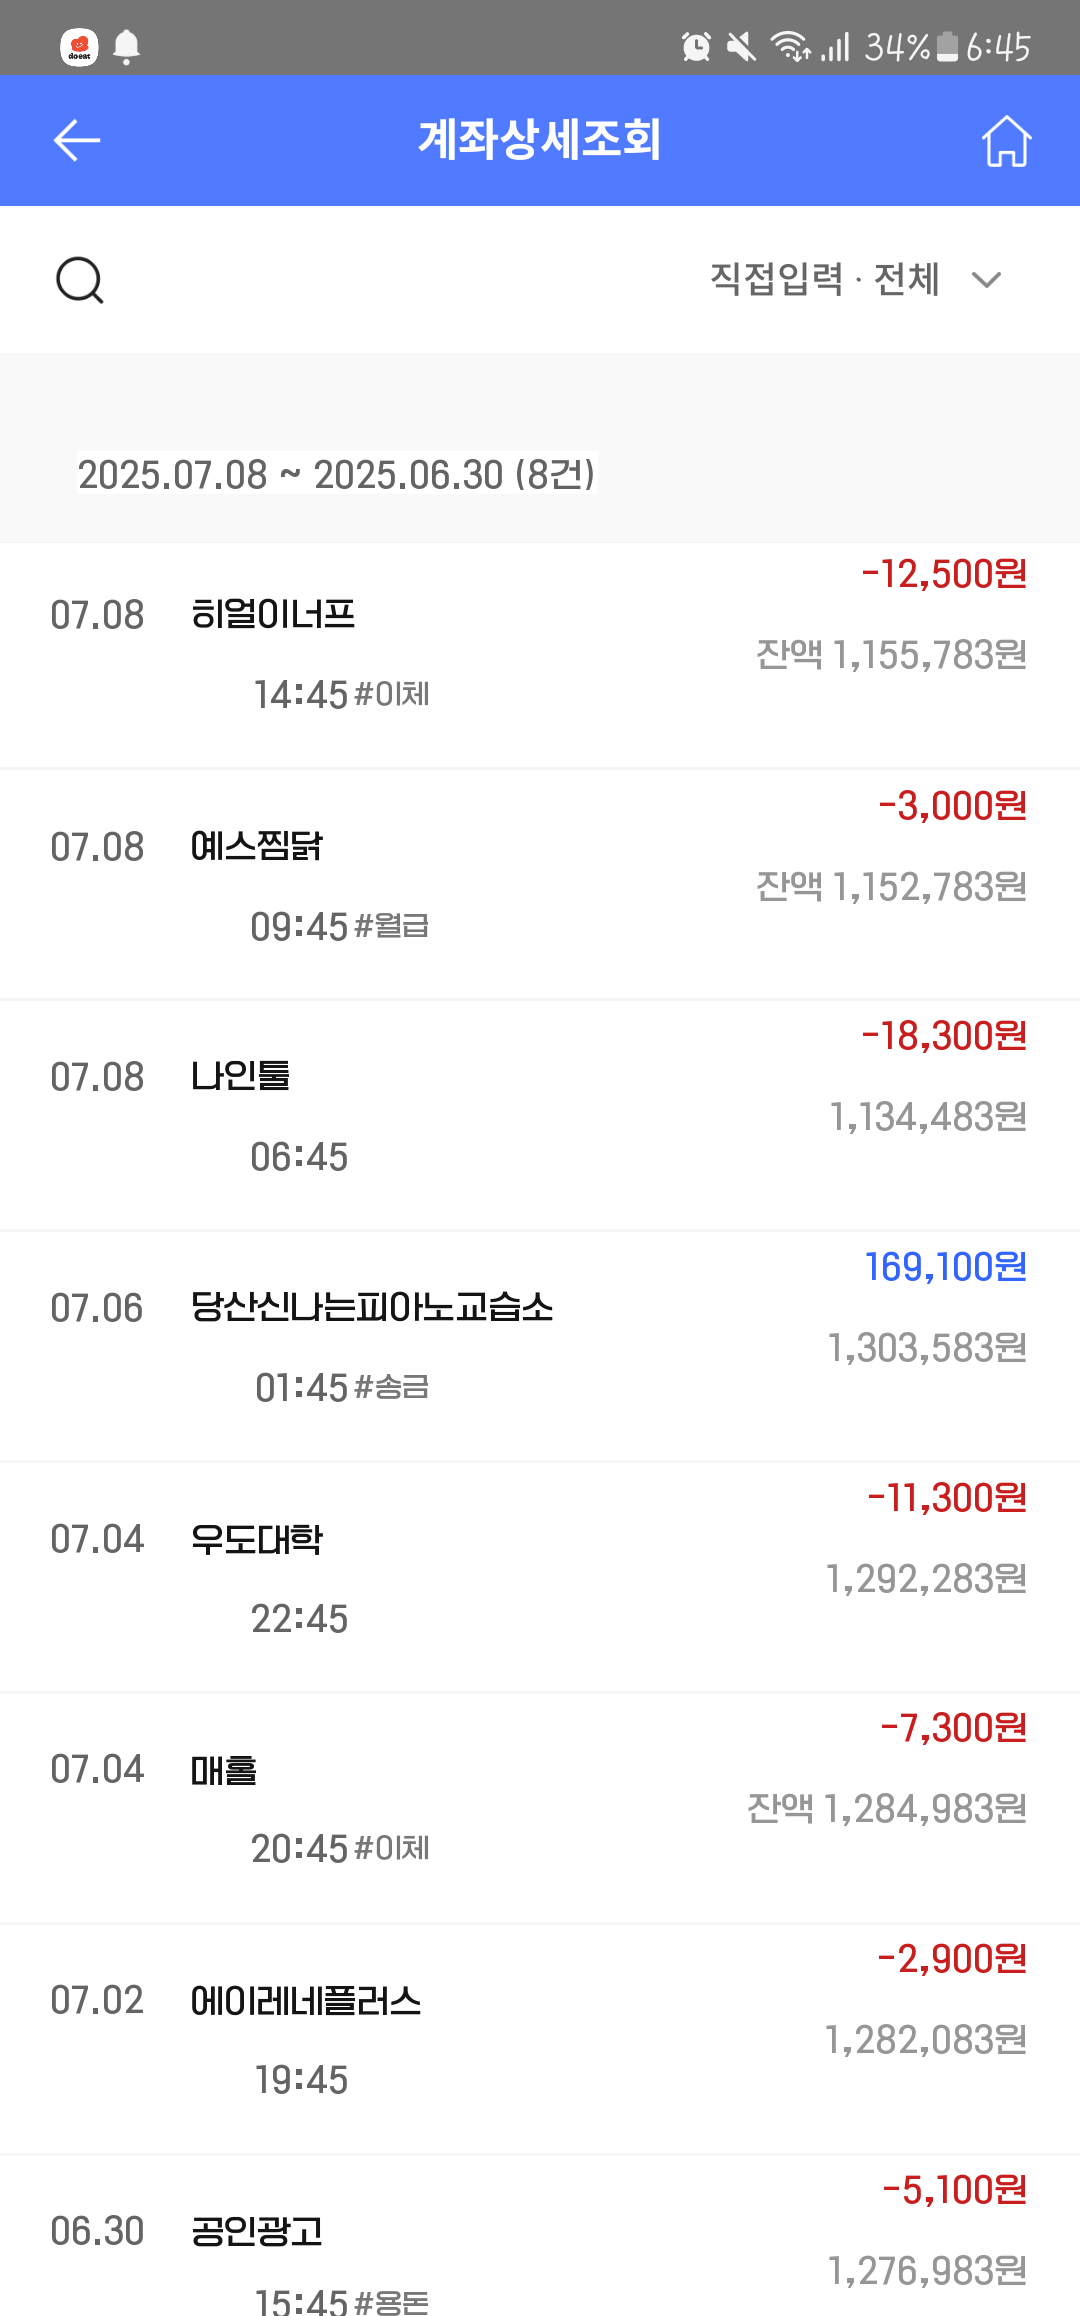 doeat
34% 6:45
계좌상세조회
직접입력 · 전체
2025.07.08 ~ 2025.06.30 (8건)
-12,500원
07.08 히얼이너프
잔액 1,155,783원
14:45 #이체
-3,000원
07.08 예스찜닭
잔액 1,152,783원
09:45 #월급
-18,300원
07.08 나인툴
1,134,483원
06:45
169,100원
07.06 당산신나는피아노교습소
1,303,583원
01:45 #송금
-11,300원
07.04 우도대학
1,292,283원
22:45
-7,300원
07.04 매홀
잔액 1,284,983원
20:45 #이체
-2,900원
07.02 에이레네플러스
1,282,083원
19:45
-5,100원
06.30 공인광고
1,276,983원
15:45 #용돈